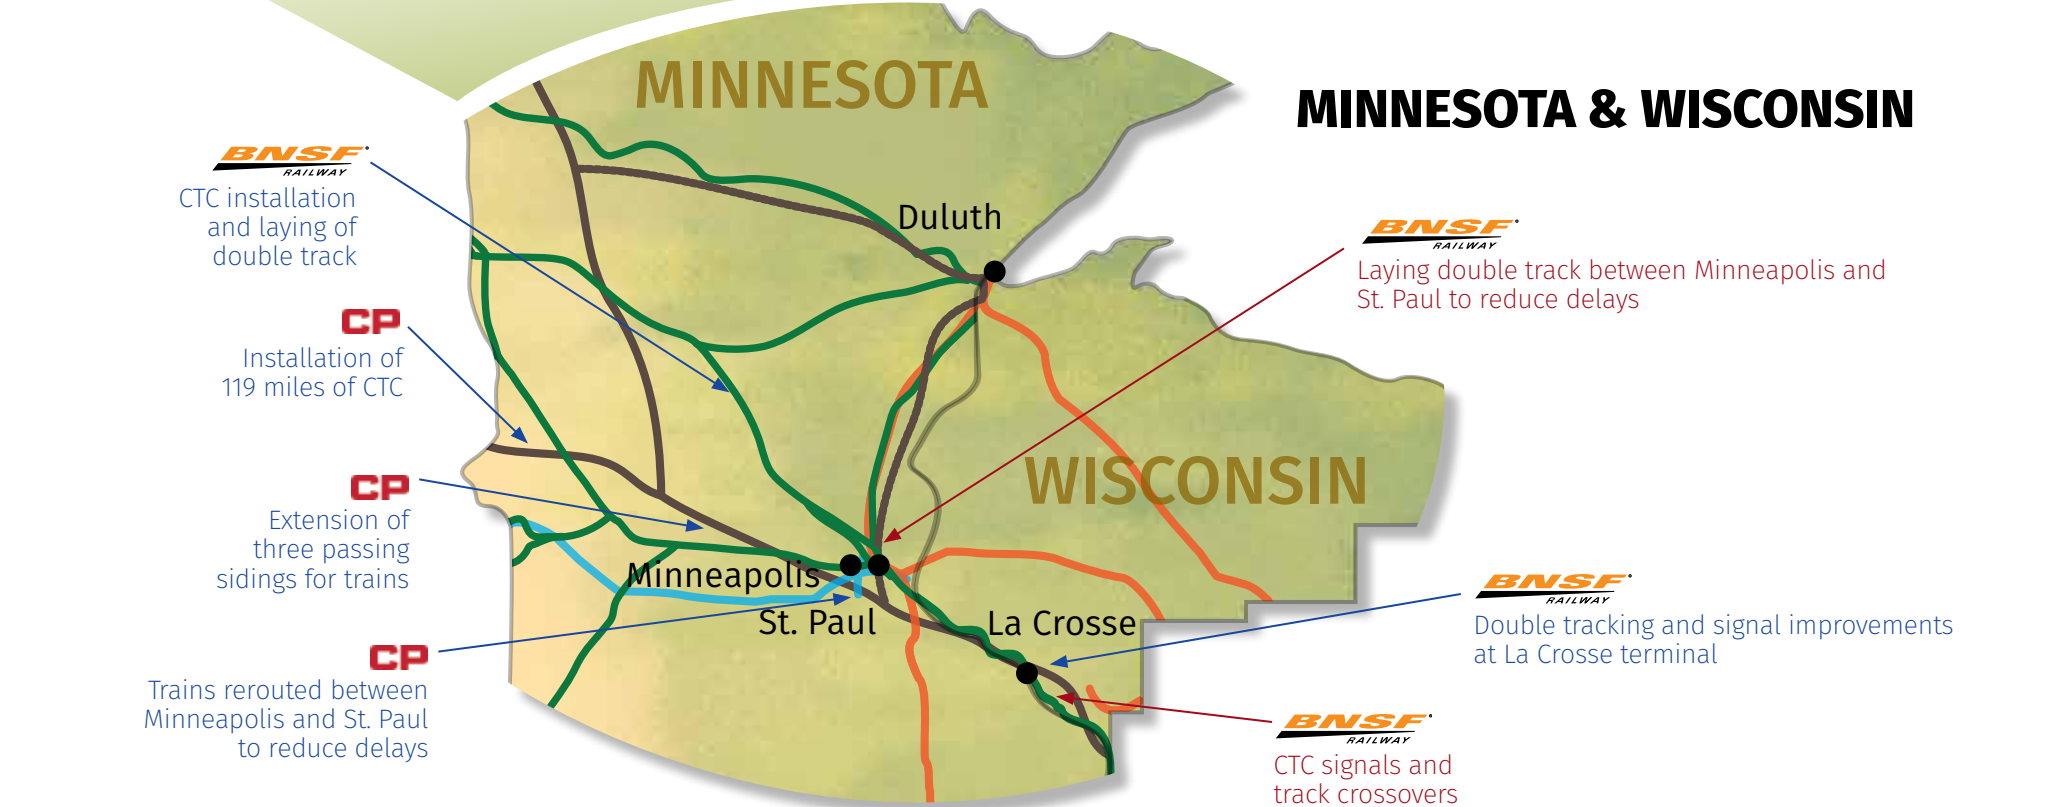 MINNESOTA
MINNESOTA & WISCONSIN
BNSF
RAILWAY
CTC installation
and laying of
double track
Duluth
BNSF
RAILWAY
Laying double track between Minneapolis and
St. Paul to reduce delays
CP
Installation of
119 miles of CTC
WISCONSIN
CP
Extension of
three passing
sidings for trains
Minneapolis
St. Paul
La Crosse
BNSF
RAILWAY
Double tracking and signal improvements
at La Crosse terminal
CP
Trains rerouted between
Minneapolis and St. Paul
to reduce delays
BNSF
RAILWAY
CTC signals and
track crossovers